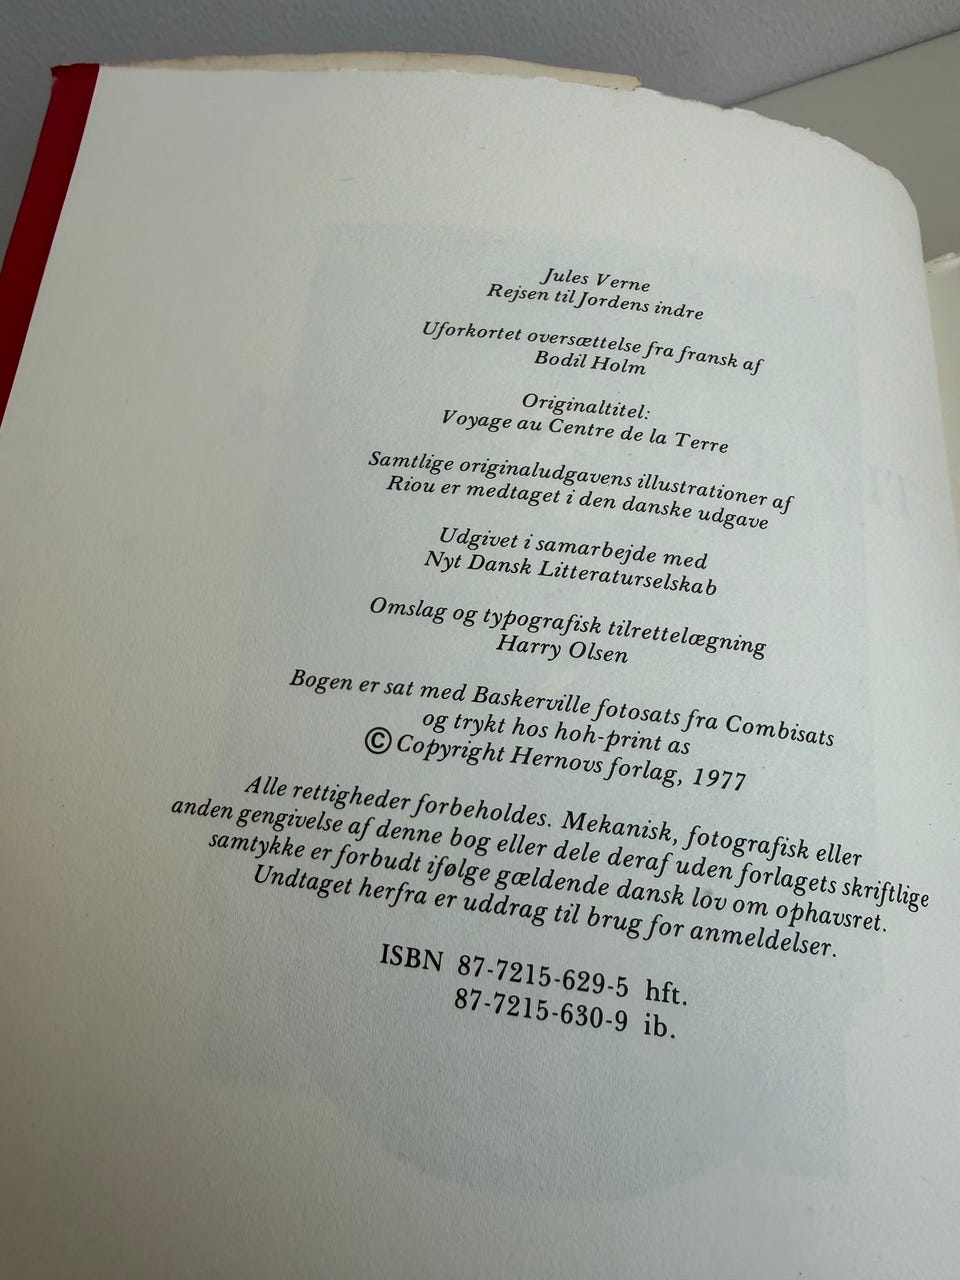 Jules Verne
Rejsen til Jordens indre
Uforkortet oversættelse fra fransk af
Bodil Holm
Originaltitel:
Voyage au Centre de la Terre
Samtlige originaludgavens illustrationer af
Riou er medtaget i den danske udgave
Udgivet i samarbejde med
Nyt Dansk Litteraturselskab
Omslag og typografisk tilrettelægning
Harry Olsen
Bogen er sat med Baskerville fotosats fra Combisats
og trykt hos hoh-print as
© Copyright Hernovs forlag, 1977
Alle rettigheder forbeholdes. Mekanisk, fotografisk eller
anden gengivelse af denne bog eller dele deraf uden forlagets skriftlige
samtykke er forbudt ifølge gældende dansk lov om ophavsret.
Undtaget herfra er uddrag til brug for anmeldelser.
ISBN 87-7215-629-5 hft.
87-7215-630-9 ib.